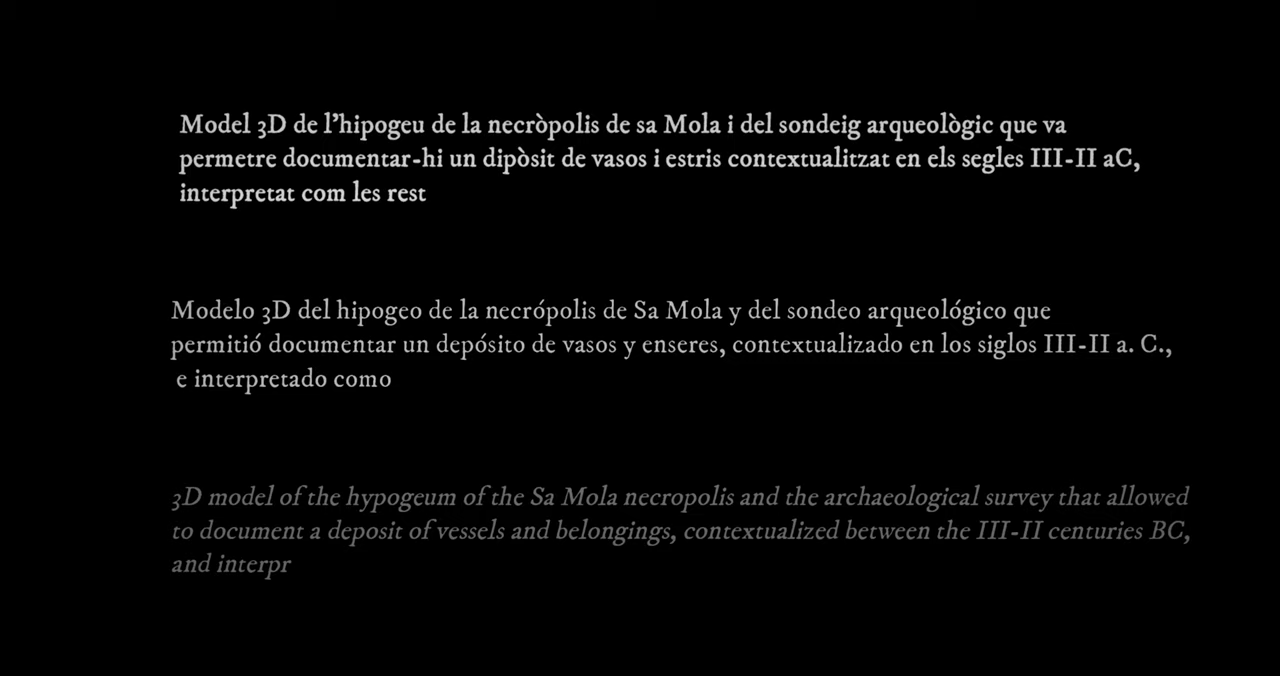 Model 3D de l'hipogeu de la necròpolis de sa Mola i del sondeig arqueològic que va
permetre documentar-hi un dipòsit de vasos i estris contextualitzat en els segles III-II aC,
interpretat com les rest
Modelo 3D del hipogeo de la necrópolis de Sa Mola y del sondeo arqueológico que
permitió documentar un depósito de vasos y enseres, contextualizado en los siglos III-II a. C.,
e interpretado como
3D model of the hypogeum of the Sa Mola necropolis and the archaeological survey that allowed
to document a deposit of vessels and belongings, contextualized between the III-II centuries BC,
and interpr